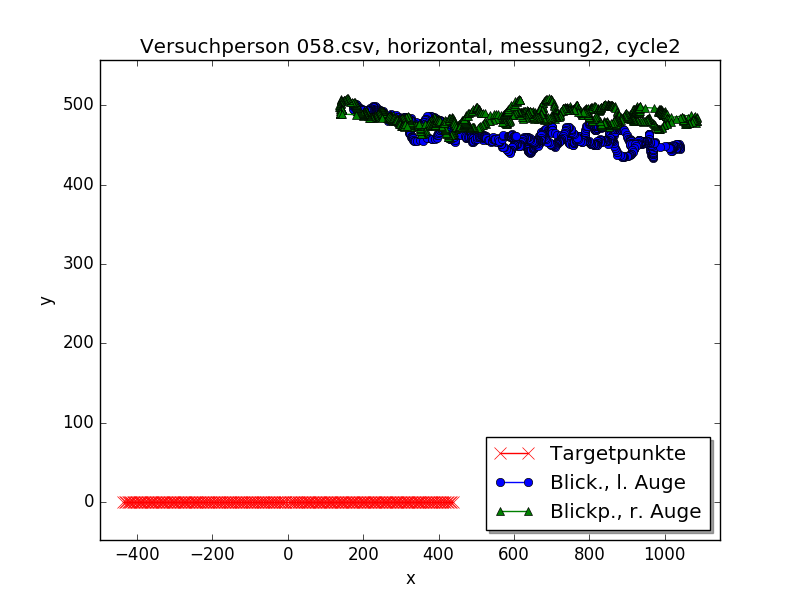 Versuchperson 058.csv, horizontal, messung2, cycle2
500
400
300
200
100
0
y
−400 −200 0 200 400 600 800 1000
x
Targetpunkte
Blick., l. Auge
Blickp., r. Auge